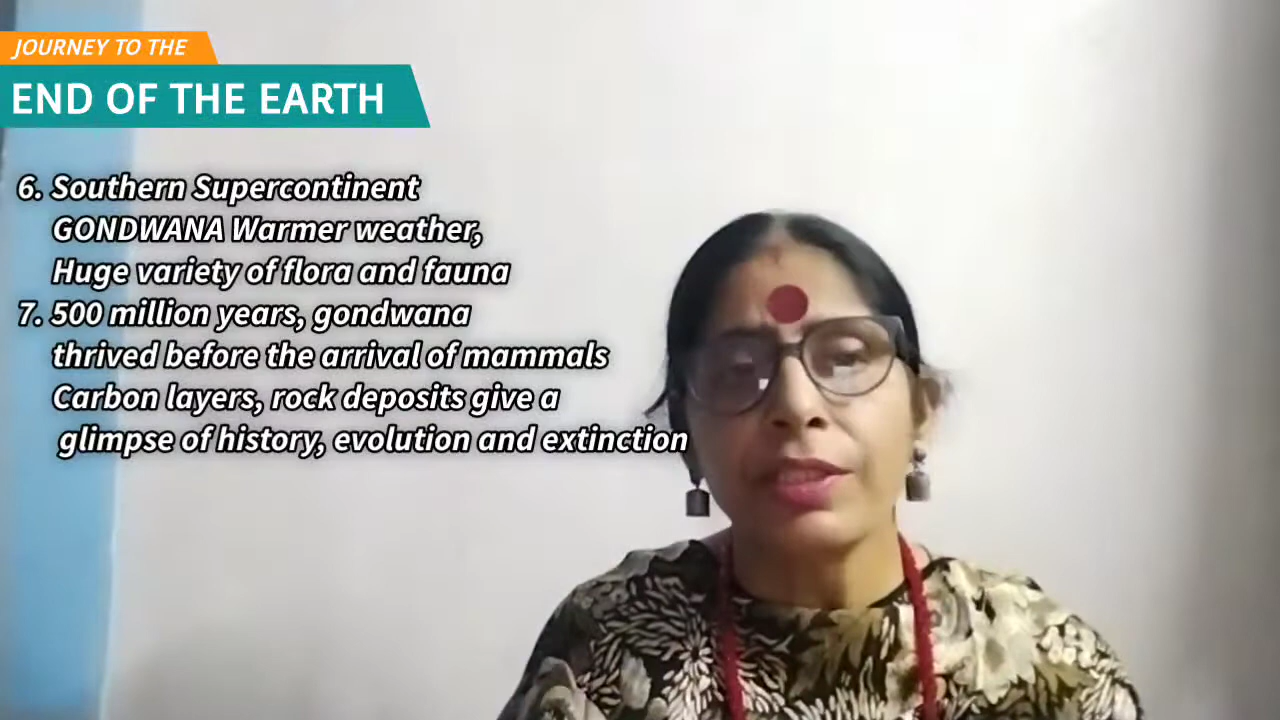 JOURNEY TO THE
END OF THE EARTH
6. Southern Supercontinent
GONDWANA Warmer weather,
Huge variety of flora and fauna
7. 500 million years, gondwana
thrived before the arrival of mammals
Carbon layers, rock deposits give a
glimpse of history, evolution and extinction